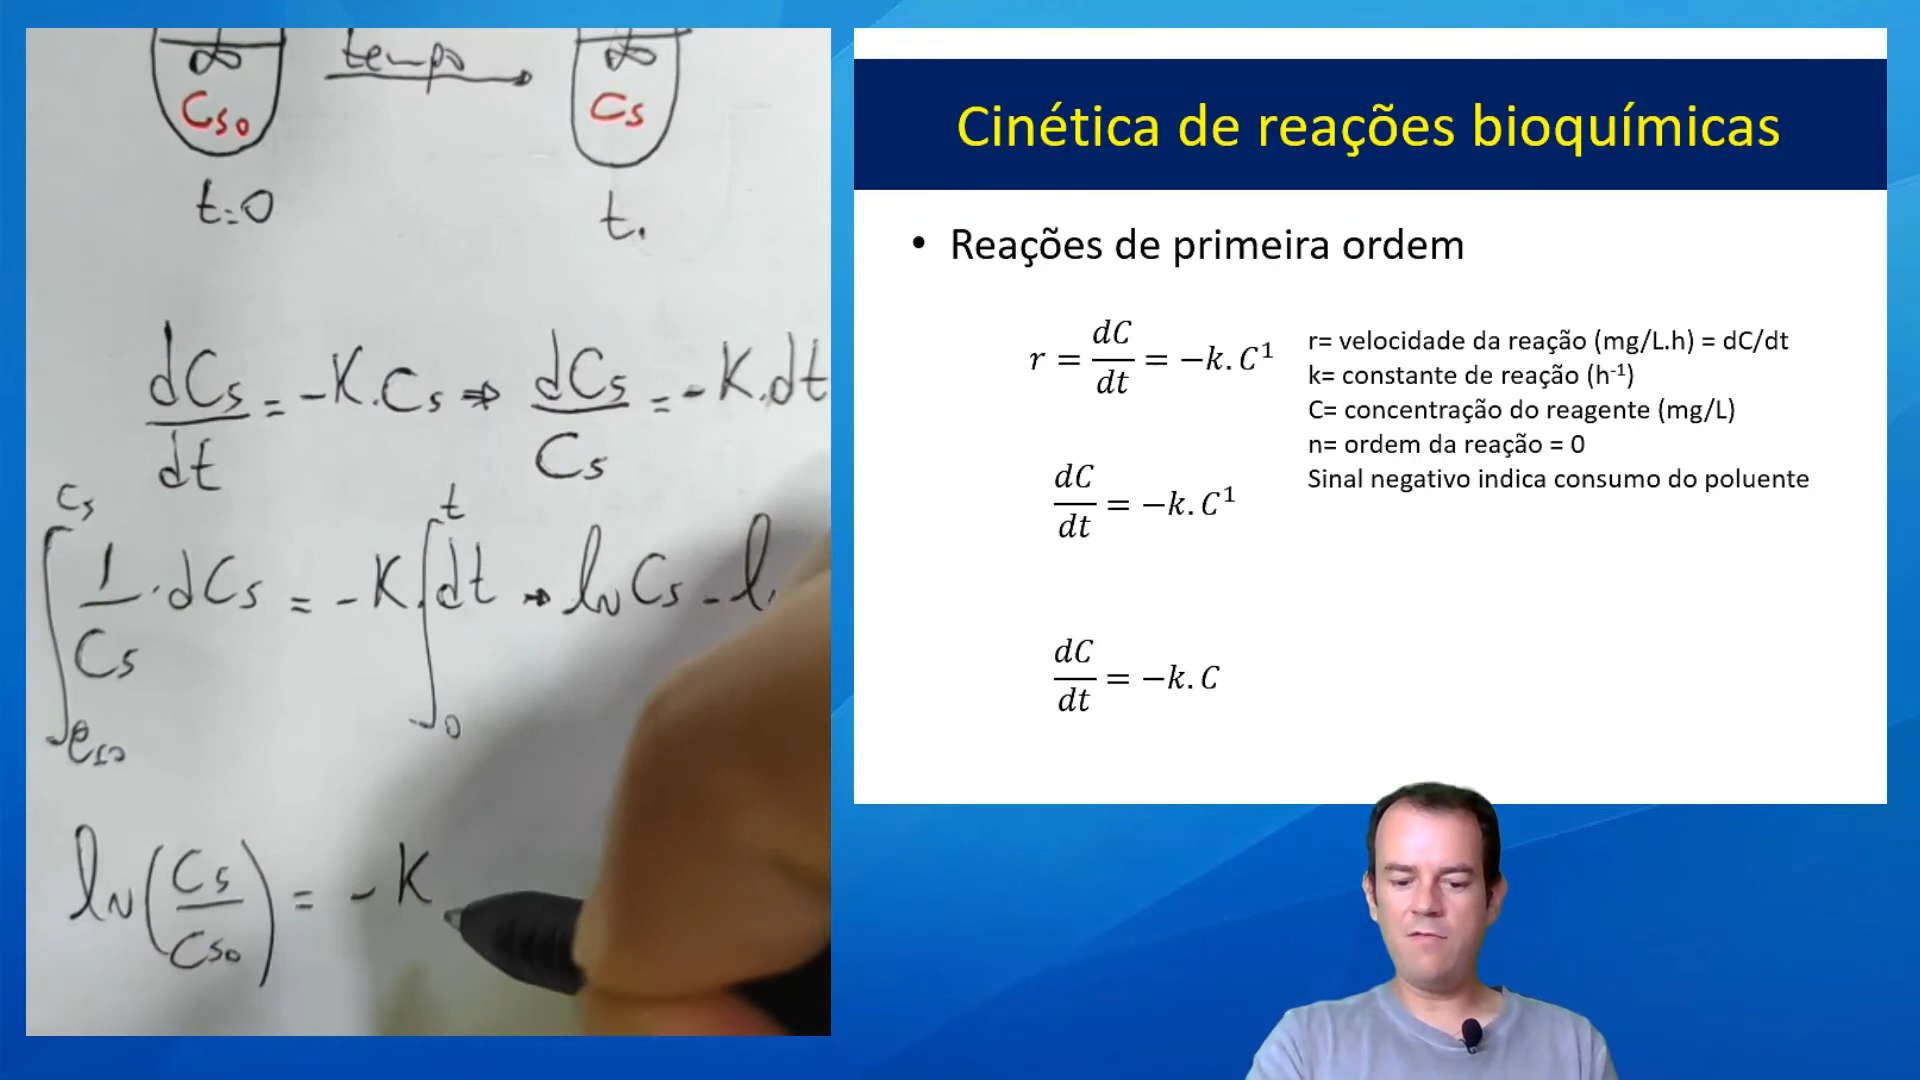 ∞ tempo ∞
Cs₀ Cs
t=0 t.
dCs/dt = -K.Cs ⇒ dCs/Cs = -K.dt
∫ Cs Cs₀ 1/Cs . dCs = -K. ∫ t 0 dt → ln Cs - l
ln (Cs/Cs₀) = -K
Cinética de reações bioquímicas
• Reações de primeira ordem
r = dC/dt = −k. C¹
r= velocidade da reação (mg/L.h) = dC/dt
k= constante de reação (h⁻¹)
C= concentração do reagente (mg/L)
n= ordem da reação = 0
Sinal negativo indica consumo do poluente
dC/dt = −k. C¹
dC/dt = −k. C